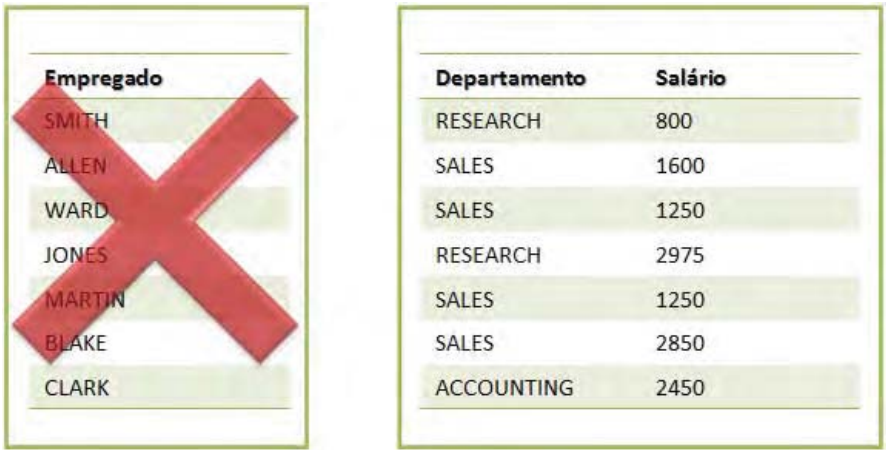 Empregado
SMITH
ALLEN
WARD
JONES
MARTIN
BLAKE
CLARK
Departamento Salário
RESEARCH 800
SALES 1600
SALES 1250
RESEARCH 2975
SALES 1250
SALES 2850
ACCOUNTING 2450